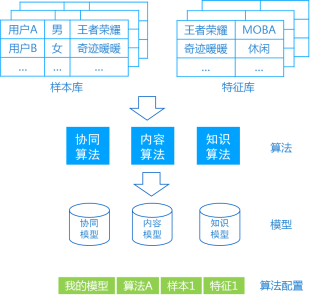 用户A 男 王者荣耀
用户B 女 奇迹暖暖
... ... ...
样本库
王者荣耀 MOBA
奇迹暖暖 休闲
... ...
特征库
协同
算法
内容
算法
知识
算法
算法
协同
模型
内容
模型
知识
模型
模型
我的模型 算法A 样本1 特征1 算法配置